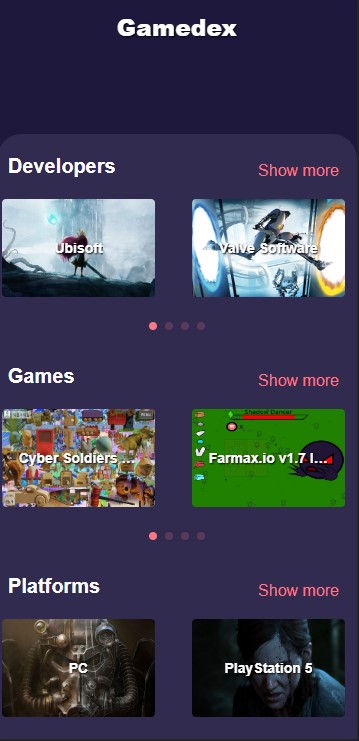 Gamedex
Developers
Show more
Ubisoft
Valve Software
Games
Show more
Cyber Soldiers ...
MENU
Shadow Dancer
Farmax.io v1.7 I...
Platforms
Show more
PC
PlayStation 5